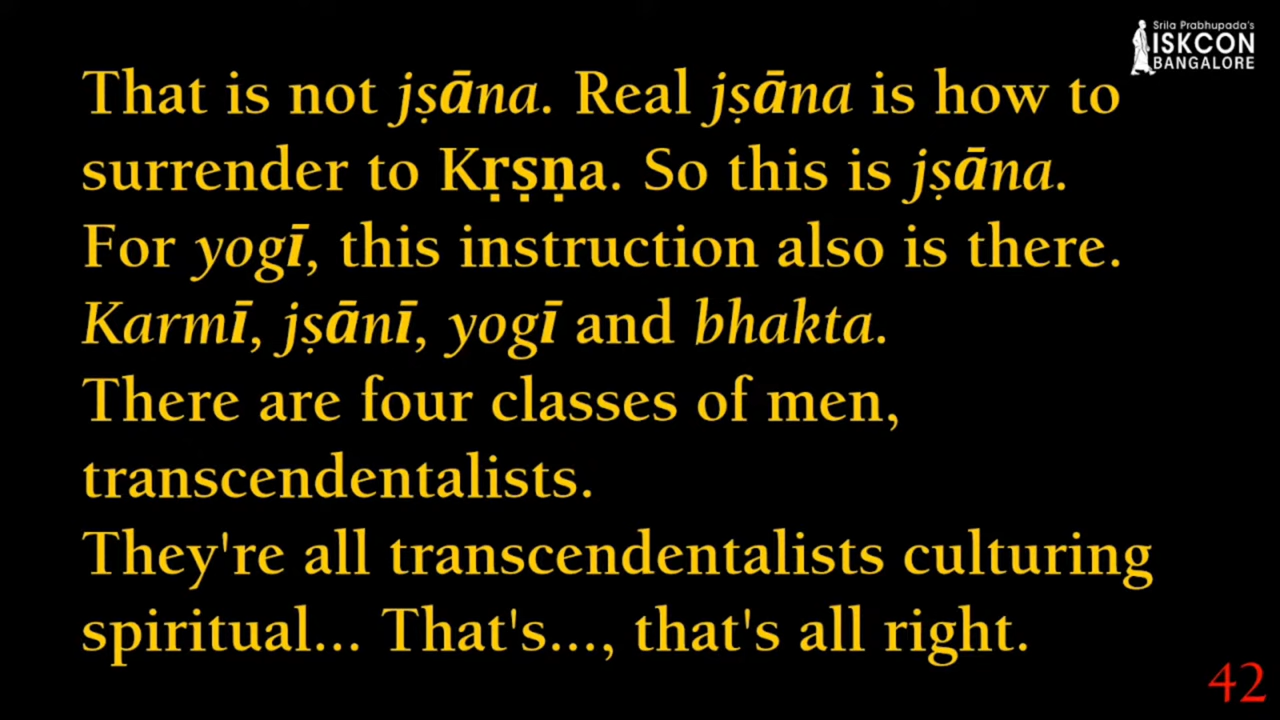 Srila Prabhupada's
ISKCON
BANGALORE
That is not jṣāna. Real jṣāna is how to
surrender to Kṛṣṇa. So this is jṣāna.
For yogī, this instruction also is there.
Karmī, jṣānī, yogī and bhakta.
There are four classes of men,
transcendentalists.
They're all transcendentalists culturing
spiritual... That's..., that's all right.
42